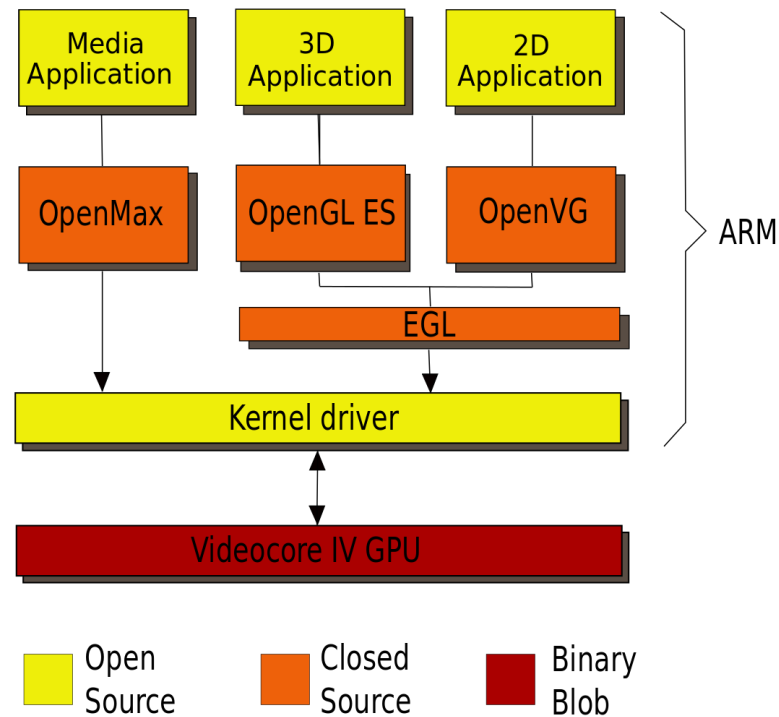 Media
Application
3D
Application
2D
Application
OpenMax
OpenGL ES
OpenVG
ARM
EGL
Kernel driver
Videocore IV GPU
Open
Source
Closed
Source
Binary
Blob